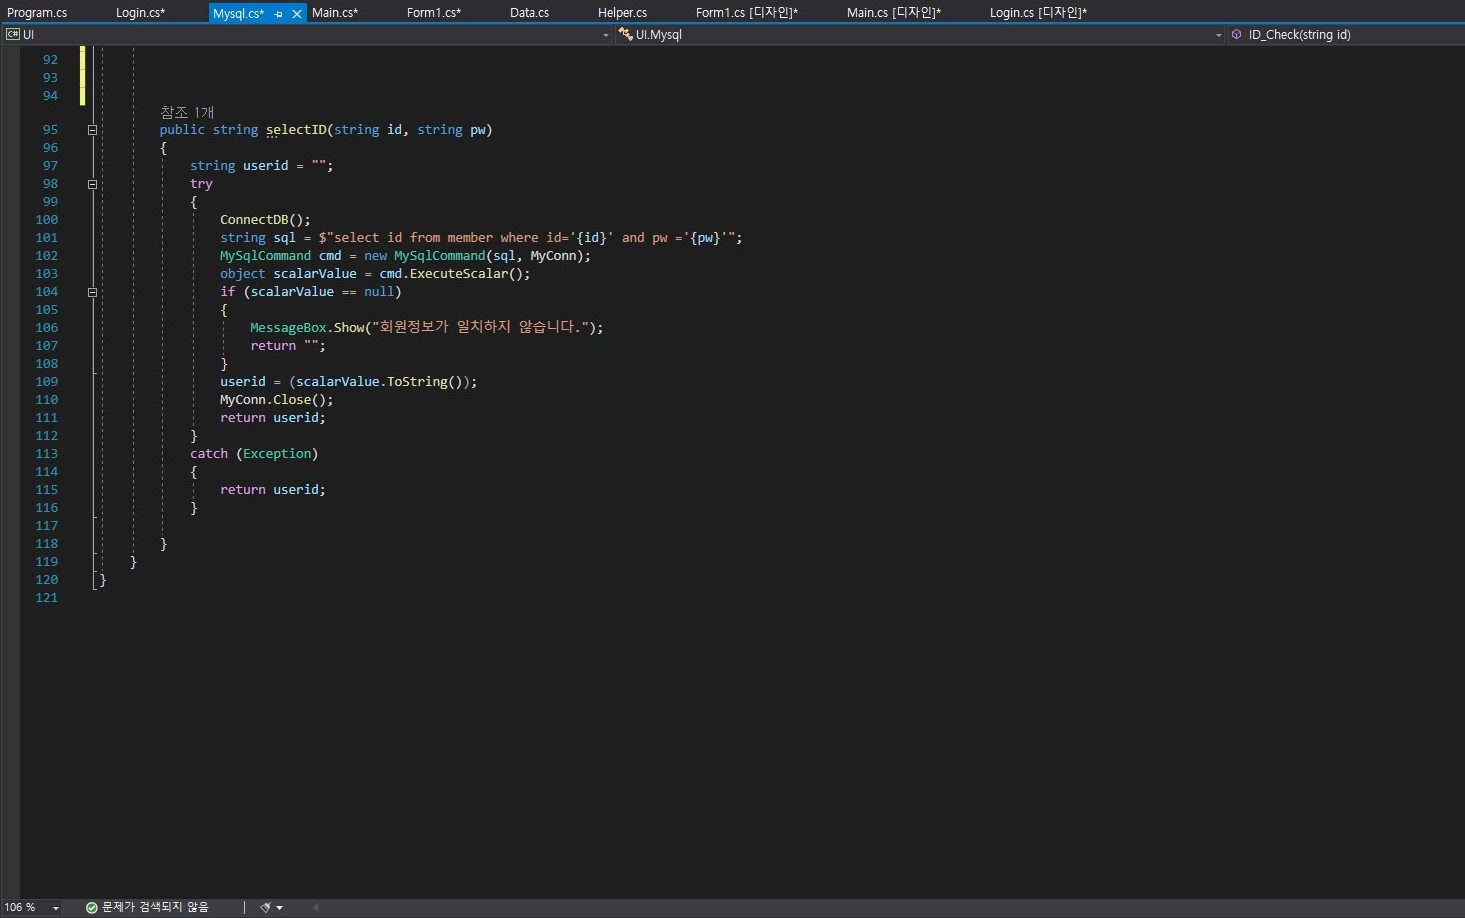 Program.cs Login.cs* Mysql.cs* Main.cs* Form1.cs* Data.cs Helper.cs Form1.cs [디자인]* Main.cs [디자인]* Login.cs [디자인]*
C# UI UI.Mysql ID_Check(string id)
92
93
94
참조 1개
95 public string selectID(string id, string pw)
96 {
97 string userid = "";
98 try
99 {
100 ConnectDB();
101 string sql = $"select id from member where id='{id}' and pw ='{pw}'";
102 MySqlCommand cmd = new MySqlCommand(sql, MyConn);
103 object scalarValue = cmd.ExecuteScalar();
104 if (scalarValue == null)
105 {
106 MessageBox.Show("회원정보가 일치하지 않습니다.");
107 return "";
108 }
109 userid = (scalarValue.ToString());
110 MyConn.Close();
111 return userid;
112 }
113 catch (Exception)
114 {
115 return userid;
116 }
117
118 }
119 }
120 }
121
106 % 문제가 검색되지 않음